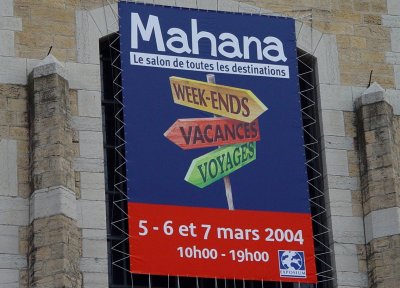 Mahana
Le salon de toutes les destinations
WEEK-ENDS
VACANCES
VOYAGES
5 - 6 et 7 mars 2004
10h00 - 19h00
EXPOSIUM